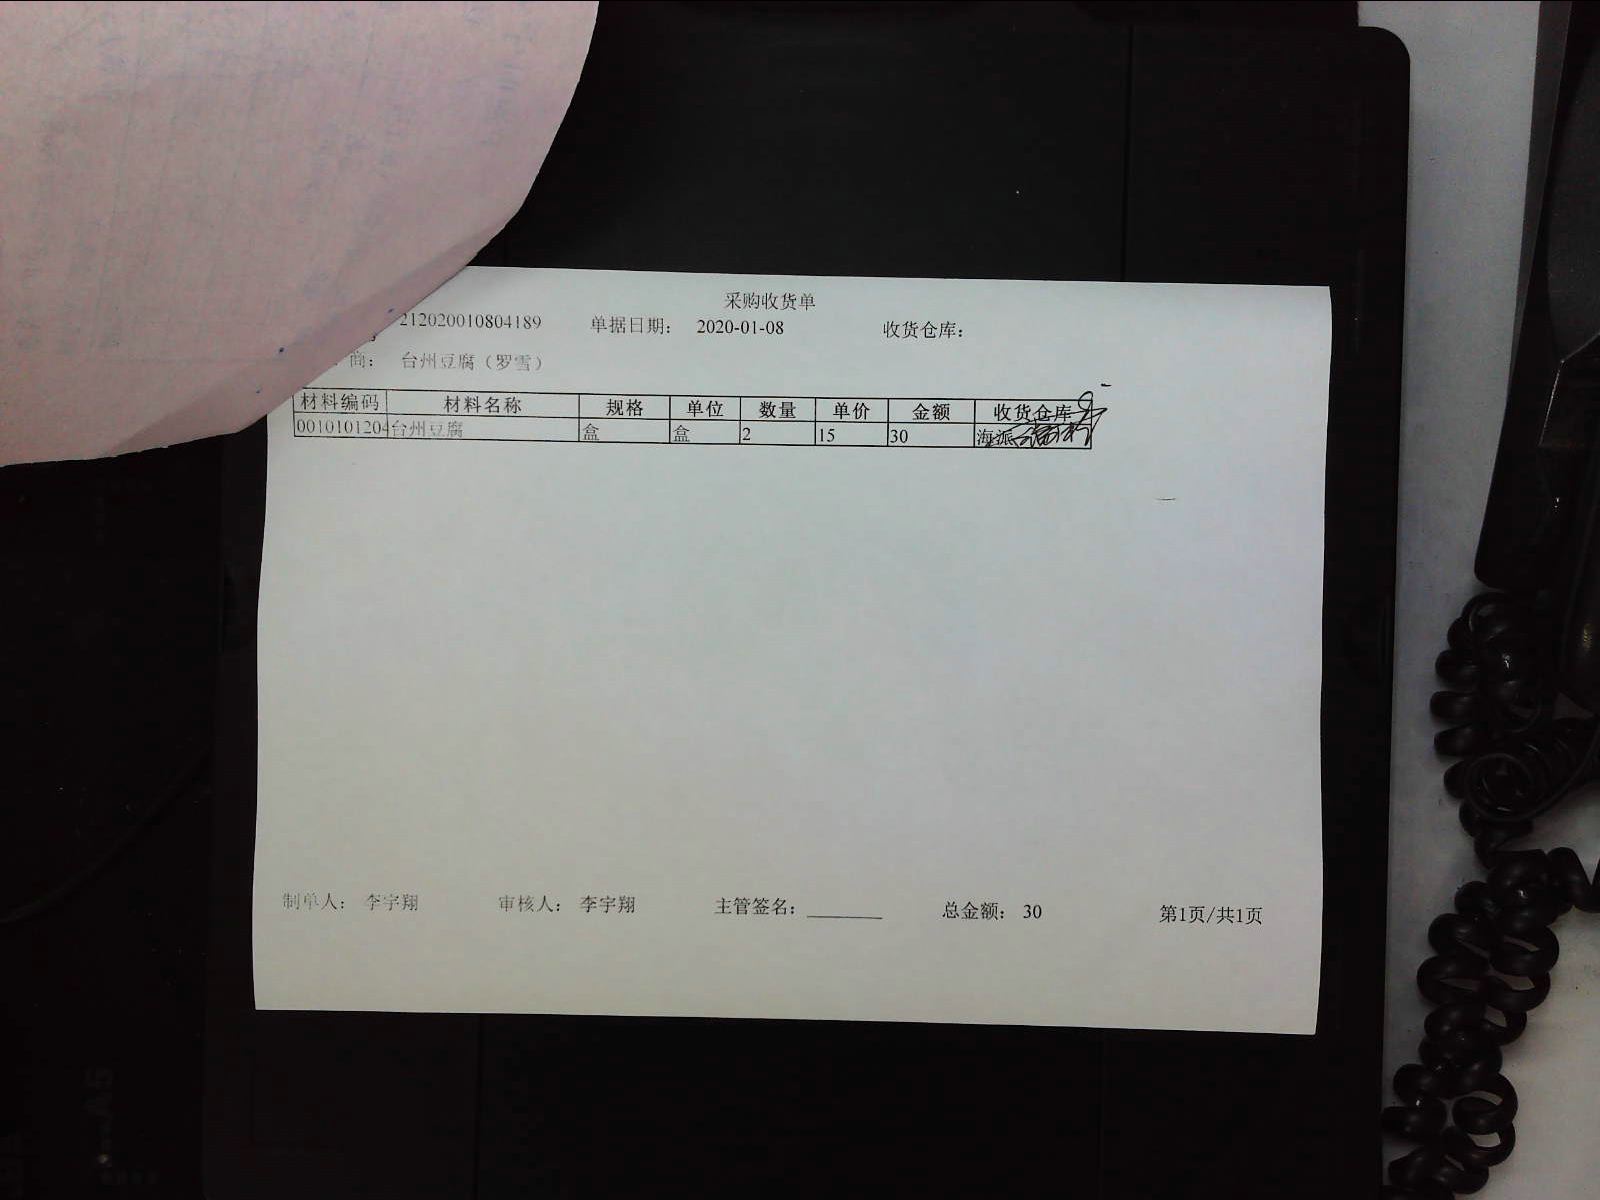 采购收货单
212020010804189 单据日期： 2020-01-08 收货仓库：
商： 台州豆腐（罗雪）
材料编码 材料名称 规格 单位 数量 单价 金额 收货仓库
0010101204 台州豆腐 盒 盒 2 15 30 海派
制单人： 李宇翔 审核人： 李宇翔 主管签名： 总金额： 30 第1页/共1页